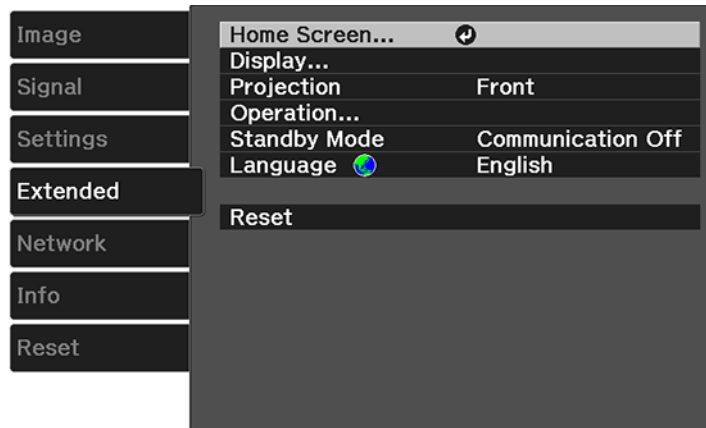 Image
Signal
Settings
Extended
Network
Info
Reset
Home Screen...
Display...
Projection Front
Operation...
Standby Mode Communication Off
Language English
Reset